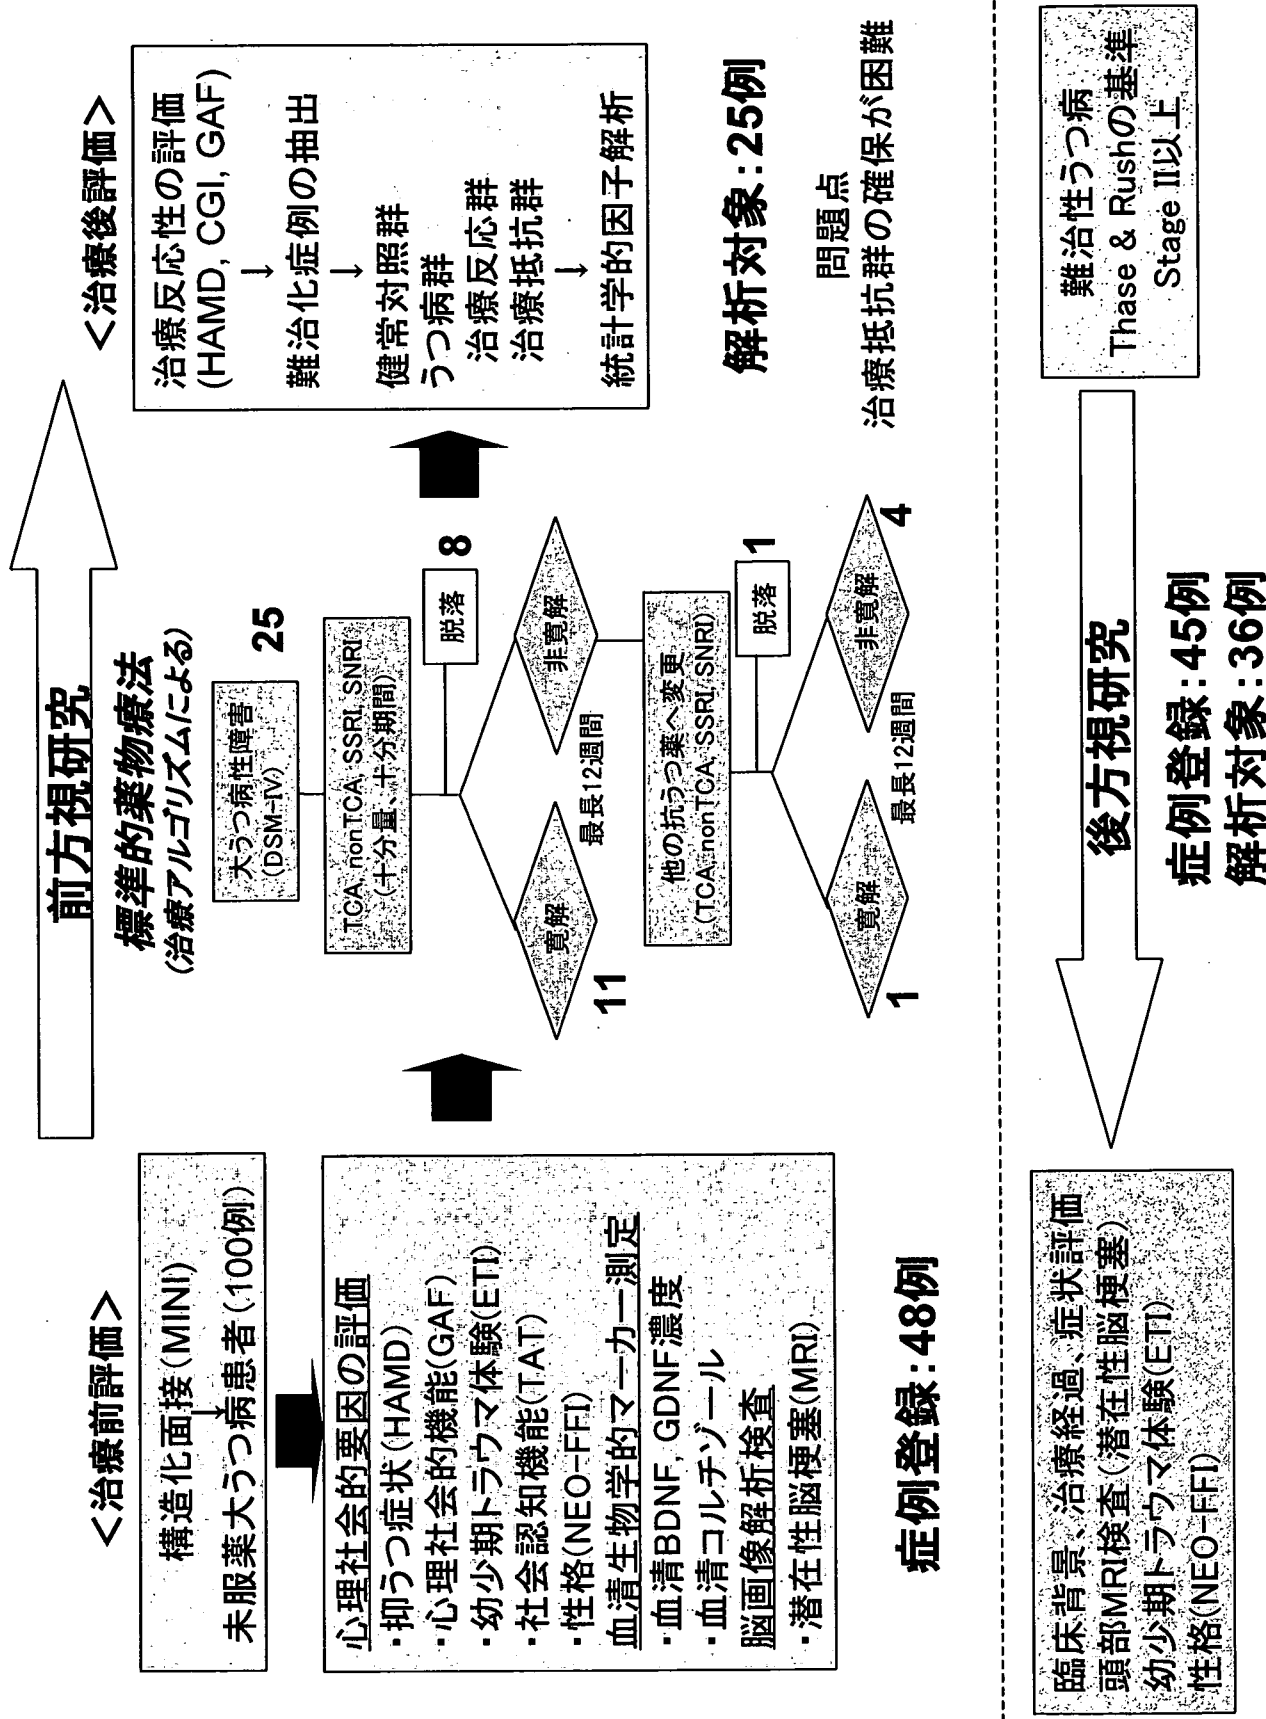 前方視研究
<治療前評価>
構造化面接(MINI)
↓
未服薬大うつ病患者(100例)
心理社会的要因の評価
・抑うつ症状(HAMD)
・心理社会的機能(GAF)
・幼少期トラウマ体験(ETI)
・社会認知機能(TAT)
・性格(NEO-FFI)
血清生物学的マーカー測定
・血清BDNF, GDNF濃度
・血清コルチゾール
脳画像解析検査
・潜在性脳梗塞(MRI)
症例登録:48例
標準的薬物療法
(治療アルゴリズムによる)
大うつ病性障害
(DSM-IV)
25
TCA, nonTCA, SSRI, SNRI
(十分量、十分期間)
脱落
8
寛解
11
非寛解
最長12週間
他の抗うつ薬へ変更
(TCA, nonTCA, SSRI, SNRI)
脱落
1
寛解
1
非寛解
4
最長12週間
<治療後評価>
治療反応性の評価
(HAMD, CGI, GAF)
↓
難治化症例の抽出
↓
健常対照群
うつ病群
治療反応群
治療抵抗群
↓
統計学的因子解析
解析対象:25例
問題点
治療抵抗群の確保が困難
後方視研究
難治性うつ病
Thase & Rushの基準
Stage II以上
臨床背景、治療経過、症状評価
頭部MRI検査(潜在性脳梗塞)
幼少期トラウマ体験(ETI)
性格(NEO-FFI)
症例登録:45例
解析対象:36例